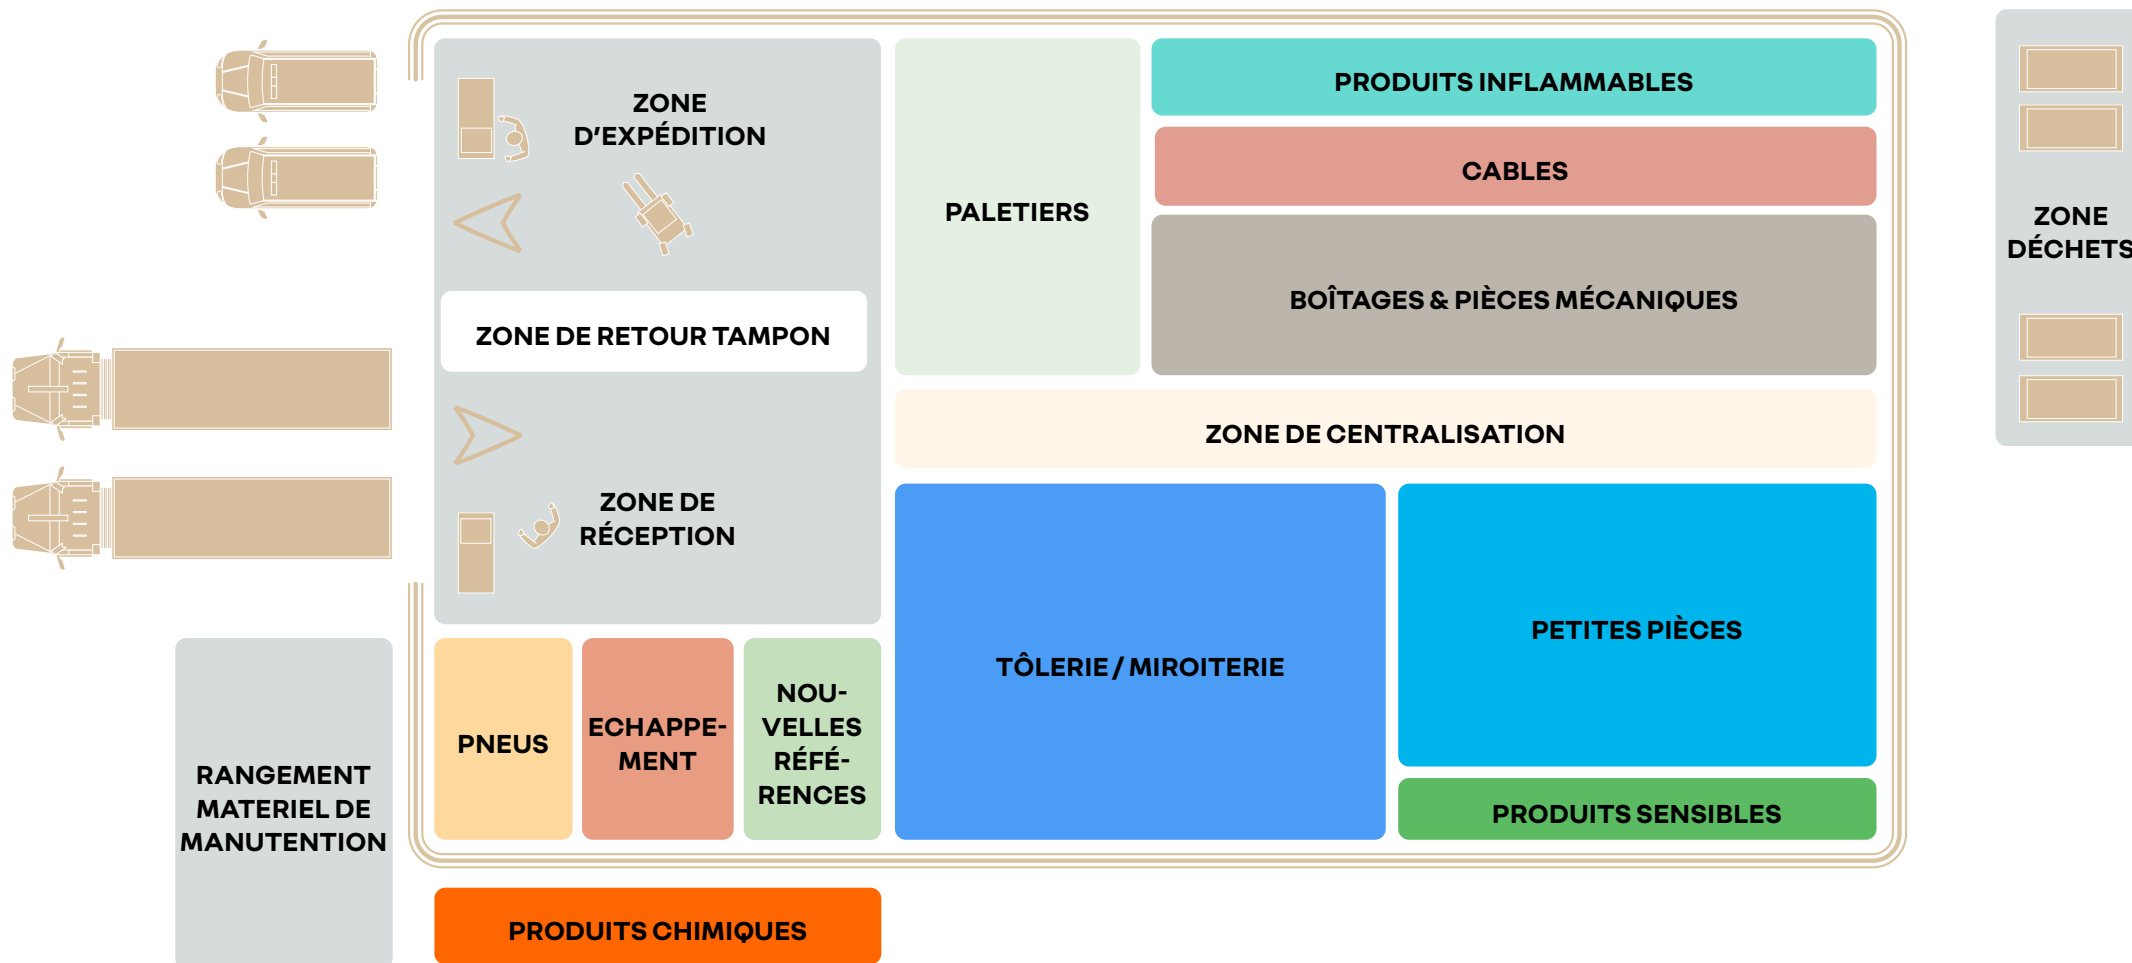 ZONE
D'EXPÉDITION
ZONE DE RETOUR TAMPON
ZONE DE
RÉCEPTION
PALETIERS
PRODUITS INFLAMMABLES
CABLES
BOÎTAGES & PIÈCES MÉCANIQUES
ZONE DE CENTRALISATION
TÔLERIE / MIROITERIE
PETITES PIÈCES
PRODUITS SENSIBLES
PNEUS
ECHAPPE-
MENT
NOU-
VELLES
RÉFÉ-
RENCES
RANGEMENT
MATERIEL DE
MANUTENTION
PRODUITS CHIMIQUES
ZONE
DÉCHETS